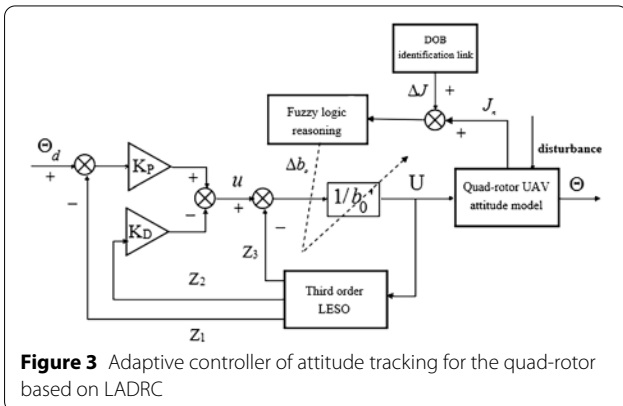 DOB
identification link
ΔJ +
Fuzzy logic
reasoning
Jn
+
disturbance
Θd
+
−
KP
+
−
KD
u
+
−
Δb0
1/b0
U
Quad-rotor UAV
attitude model
Θ
Z3
Z2
Z1
Third order
LESO
Figure 3 Adaptive controller of attitude tracking for the quad-rotor
based on LADRC